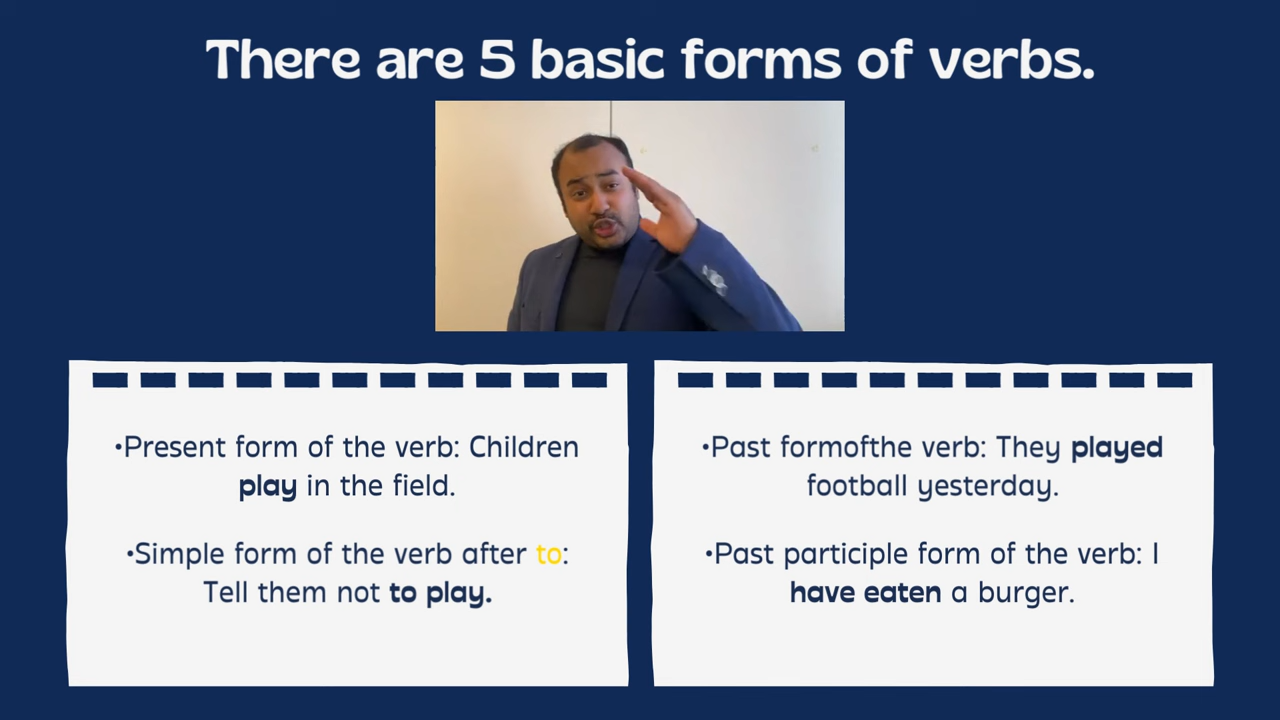 There are 5 basic forms of verbs.
•Present form of the verb: Children
play in the field.
•Simple form of the verb after to:
Tell them not to play.
•Past formofthe verb: They played
football yesterday.
•Past participle form of the verb: I
have eaten a burger.